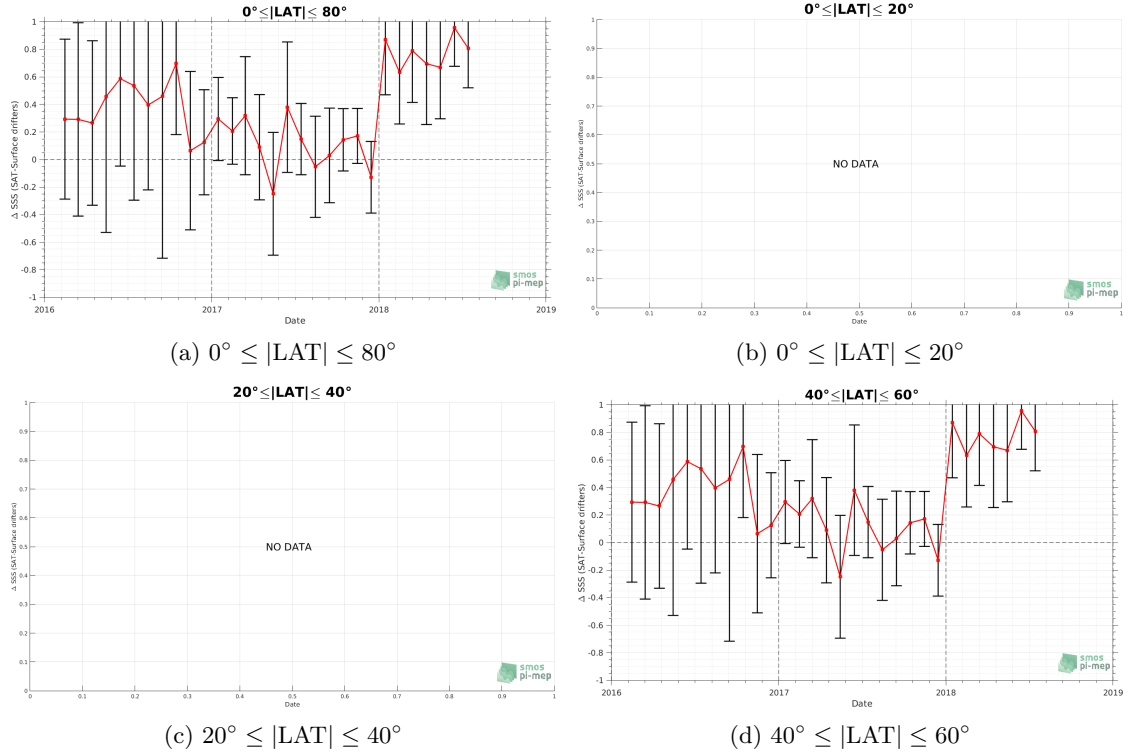 0°≤|LAT|≤ 80°
Δ SSS (SAT-Surface drifters)
1
0.8
0.6
0.4
0.2
0
-0.2
-0.4
-0.6
-0.8
-1
2016
2017
2018
2019
Date
smos
pi-mep
(a) 0° ≤ |LAT| ≤ 80°
0°≤|LAT|≤ 20°
Δ SSS (SAT-Surface drifters)
1
0.9
0.8
0.7
0.6
0.5
0.4
0.3
0.2
0.1
0
NO DATA
0
0.1
0.2
0.3
0.4
0.5
0.6
0.7
0.8
0.9
1
Date
smos
pi-mep
(b) 0° ≤ |LAT| ≤ 20°
20°≤|LAT|≤ 40°
Δ SSS (SAT-Surface drifters)
1
0.9
0.8
0.7
0.6
0.5
0.4
0.3
0.2
0.1
0
NO DATA
0
0.1
0.2
0.3
0.4
0.5
0.6
0.7
0.8
0.9
1
Date
smos
pi-mep
(c) 20° ≤ |LAT| ≤ 40°
40°≤|LAT|≤ 60°
Δ SSS (SAT-Surface drifters)
1
0.8
0.6
0.4
0.2
0
-0.2
-0.4
-0.6
-0.8
-1
2016
2017
2018
2019
Date
smos
pi-mep
(d) 40° ≤ |LAT| ≤ 60°